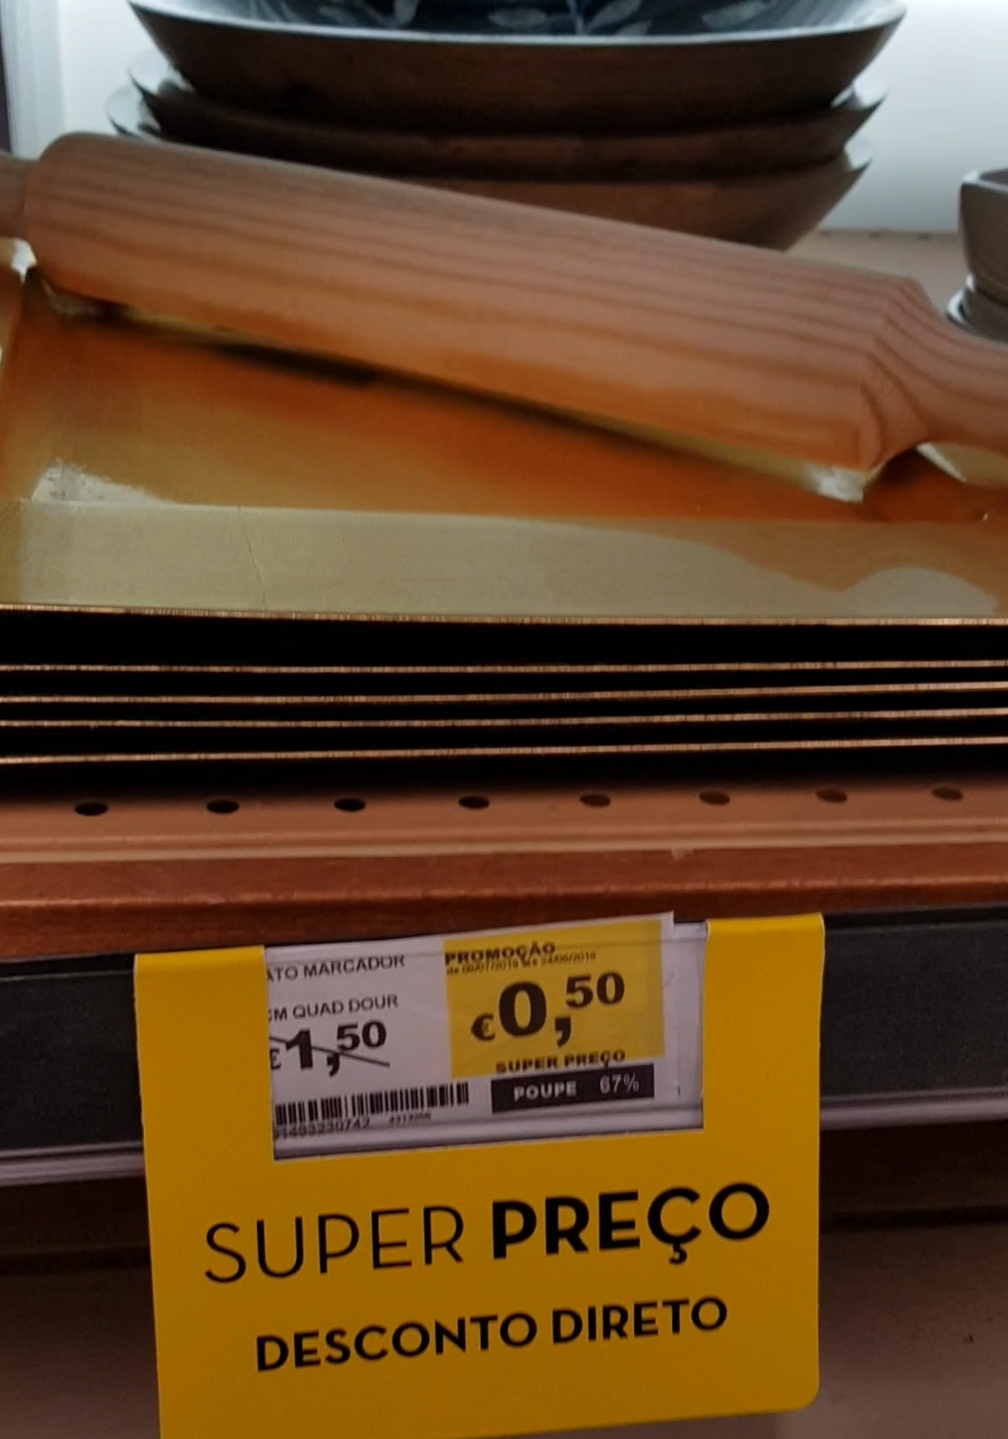 ATO MARCADOR
CM QUAD DOUR
€1,50
PROMOÇÃO
€0,50
SUPER PREÇO
POUPE 67%
SUPER PREÇO
DESCONTO DIRETO